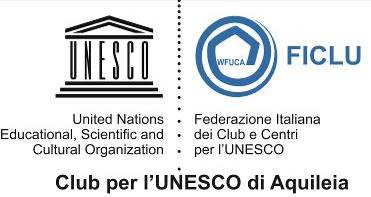 UNESCO
United Nations
Educational, Scientific and
Cultural Organization
WFUCA
FICLU
Federazione Italiana
dei Club e Centri
per l'UNESCO
Club per l'UNESCO di Aquileia